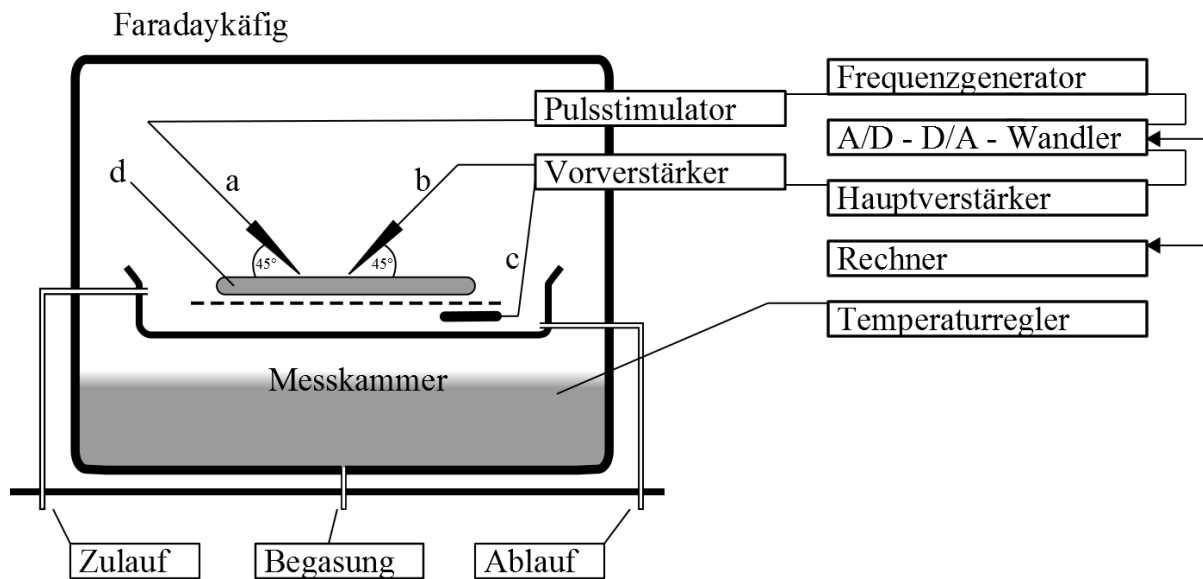 Faradaykäfig
Frequenzgenerator
Pulsstimulator
A/D - D/A - Wandler
d
a
b
Vorverstärker
Hauptverstärker
c
45°
45°
Rechner
Temperaturregler
Messkammer
Zulauf
Begasung
Ablauf